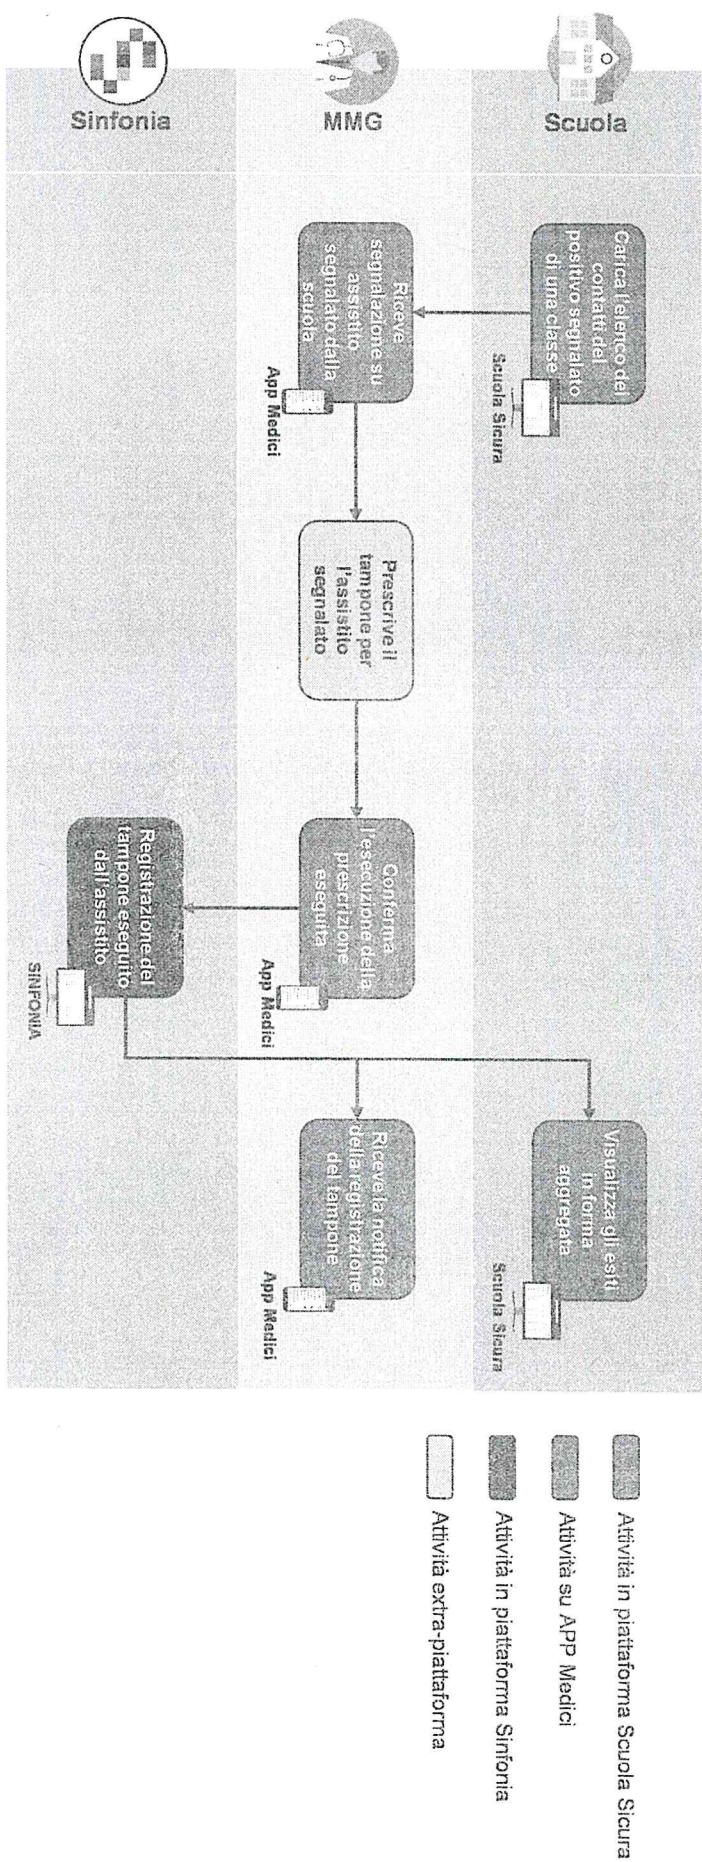 Scuola
Carica l'elenco dei
contatti del
positivo segnalato
di una classe
Scuola Sicura
Visualizza gli esiti
in forma
aggregata
Scuola Sicura
MMG
Riceve
segnalazione su
assistito
segnalato dalla
scuola
App Medici
Prescrive il
tampone per
l'assistito
segnalato
Conferma
l'esecuzione della
prescrizione
eseguita
App Medici
Riceve la notifica
della registrazione
del tampone
App Medici
Sinfonia
Registrazione del
tampone eseguito
dall'assistito
SINFONIA
Attività in piattaforma Scuola Sicura
Attività su APP Medici
Attività in piattaforma Sinfonia
Attività extra-piattaforma